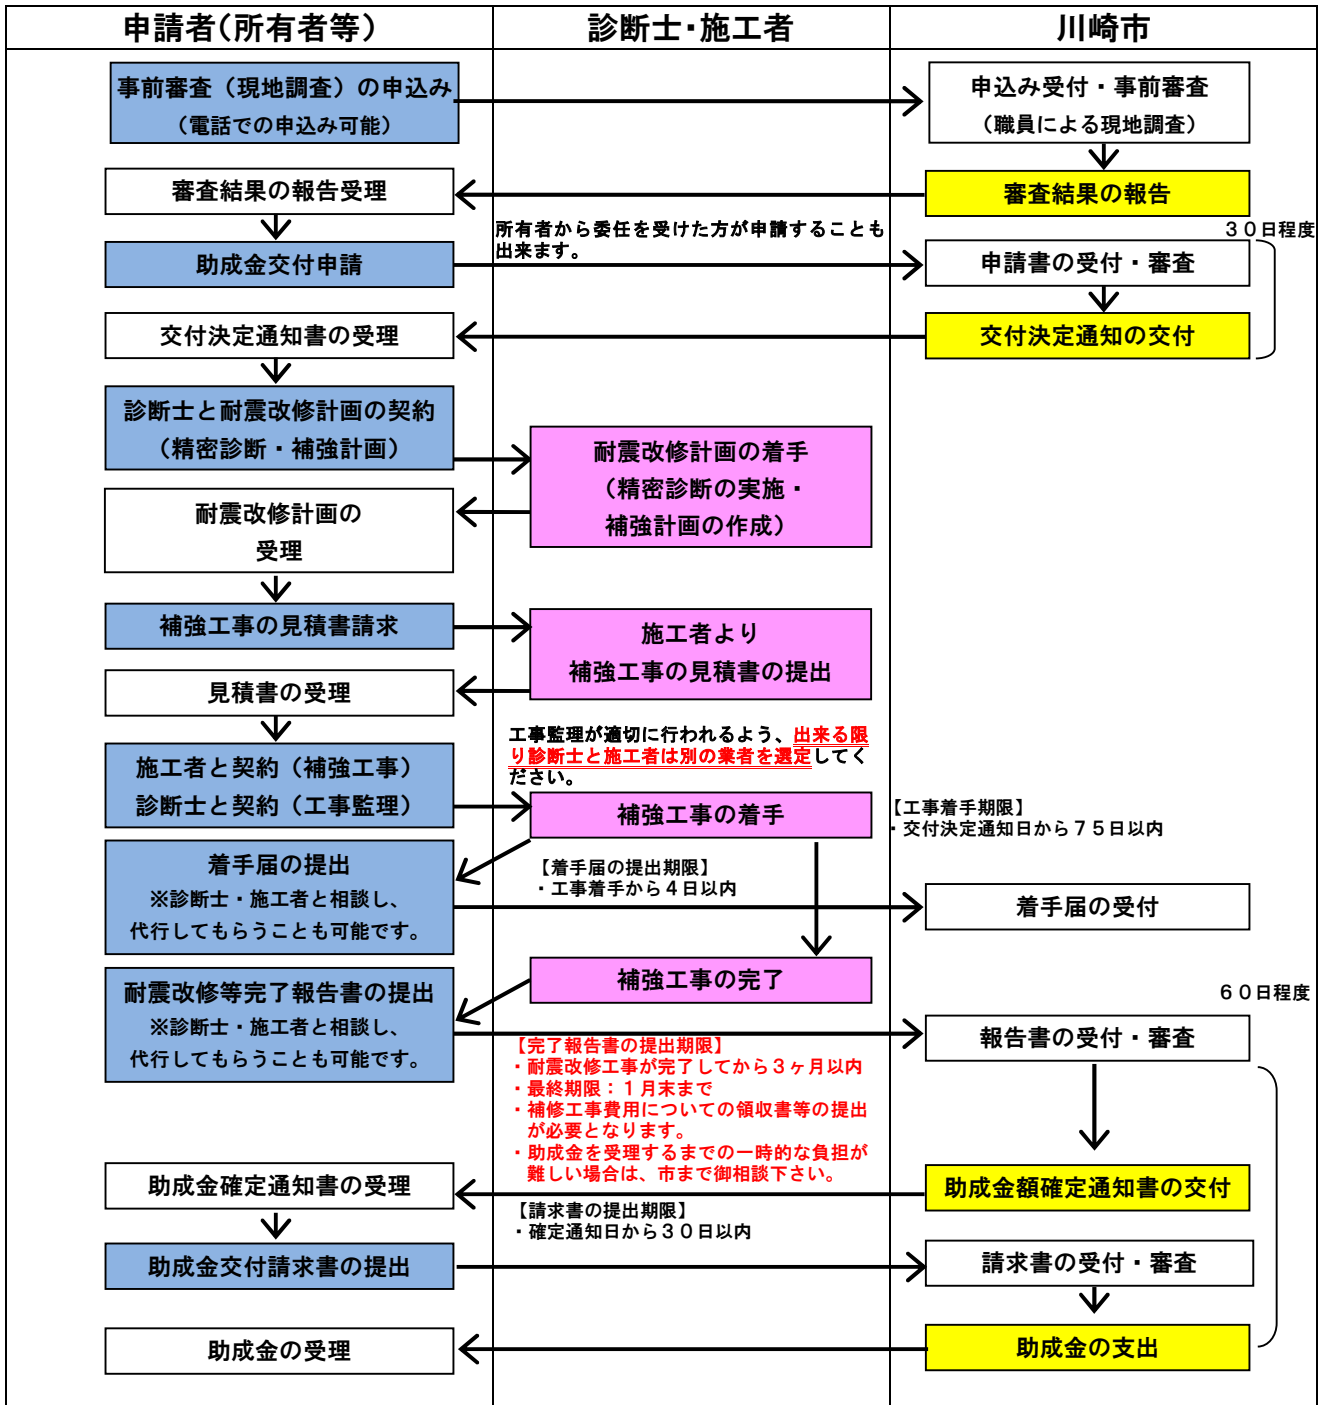 申請者（所有者等）
診断士・施工者
川崎市
事前審査（現地調査）の申込み
（電話での申込み可能）
申込み受付・事前審査
（職員による現地調査）
審査結果の報告受理
審査結果の報告
所有者から委任を受けた方が申請することも
出来ます。
３０日程度
助成金交付申請
申請書の受付・審査
交付決定通知書の受理
交付決定通知の交付
診断士と耐震改修計画の契約
（精密診断・補強計画）
耐震改修計画の着手
（精密診断の実施・
補強計画の作成）
耐震改修計画の
受理
補強工事の見積書請求
施工者より
補強工事の見積書の提出
見積書の受理
工事監理が適切に行われるよう、出来る限
り診断士と施工者は別の業者を選定してく
ださい。
施工者と契約（補強工事）
診断士と契約（工事監理）
補強工事の着手
【工事着手期限】
・交付決定通知日から７５日以内
着手届の提出
※診断士・施工者と相談し、
代行してもらうことも可能です。
【着手届の提出期限】
・工事着手から４日以内
着手届の受付
耐震改修等完了報告書の提出
※診断士・施工者と相談し、
代行してもらうことも可能です。
補強工事の完了
６０日程度
報告書の受付・審査
【完了報告書の提出期限】
・耐震改修工事が完了してから３ヶ月以内
・最終期限：１月末まで
・補修工事費用についての領収書等の提出
が必要となります。
・助成金を受理するまでの一時的な負担が
難しい場合は、市まで御相談下さい。
助成金確定通知書の受理
助成金額確定通知書の交付
【請求書の提出期限】
・確定通知日から３０日以内
助成金交付請求書の提出
請求書の受付・審査
助成金の受理
助成金の支出